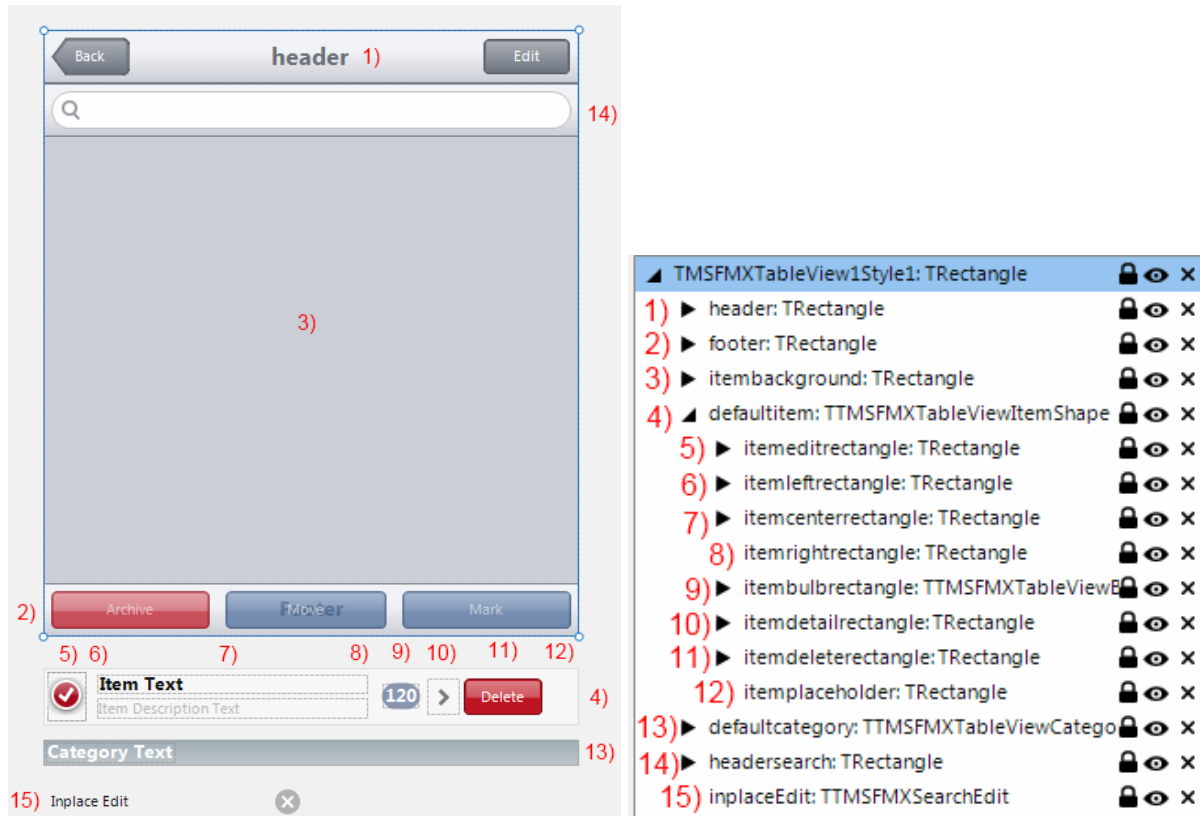 Back header 1) Edit
14)
3)
2) Archive Move Footer Mark
5) 6) 7) 8) 9) 10) 11) 12)
Item Text
Item Description Text
120 Delete 4)
Category Text 13)
15) Inplace Edit
TMSFMXTableView1Style1: TRectangle
1) header: TRectangle
2) footer: TRectangle
3) itembackground: TRectangle
4) defaultitem: TTMSFMXTableViewItemShape
5) itemeditrectangle: TRectangle
6) itemleftrectangle: TRectangle
7) itemcenterrectangle: TRectangle
8) itemrightrectangle: TRectangle
9) itembulbrectangle: TTMSFMXTableViewB
10) itemdetailrectangle: TRectangle
11) itemdeleterectangle: TRectangle
12) itemplaceholder: TRectangle
13) defaultcategory: TTMSFMXTableViewCatego
14) headersearch: TRectangle
15) inplaceEdit: TTMSFMXSearchEdit